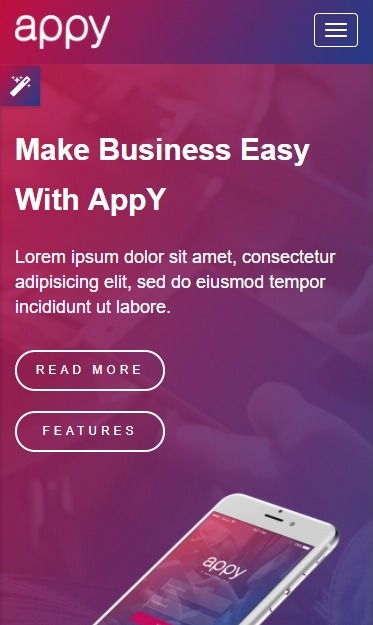 appy
Make Business Easy
With AppY
Lorem ipsum dolor sit amet, consectetur
adipisicing elit, sed do eiusmod tempor
incididunt ut labore.
READ MORE
FEATURES
appy